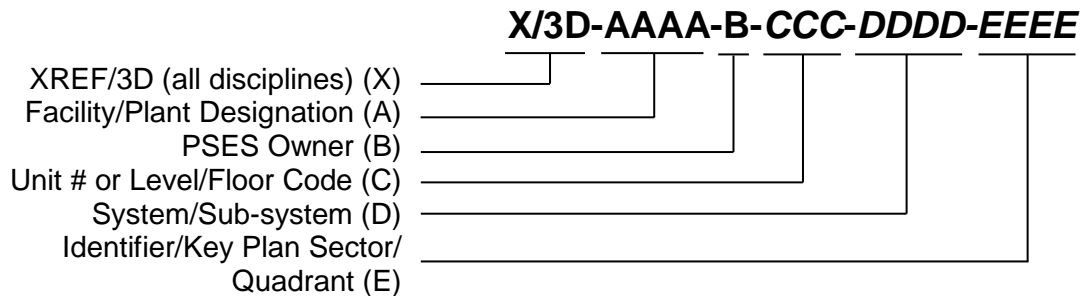 X/3D-AAAA-B-CCC-DDDD-EEEE
XREF/3D (all disciplines) (X)
Facility/Plant Designation (A)
PSES Owner (B)
Unit # or Level/Floor Code (C)
System/Sub-system (D)
Identifier/Key Plan Sector/
Quadrant (E)